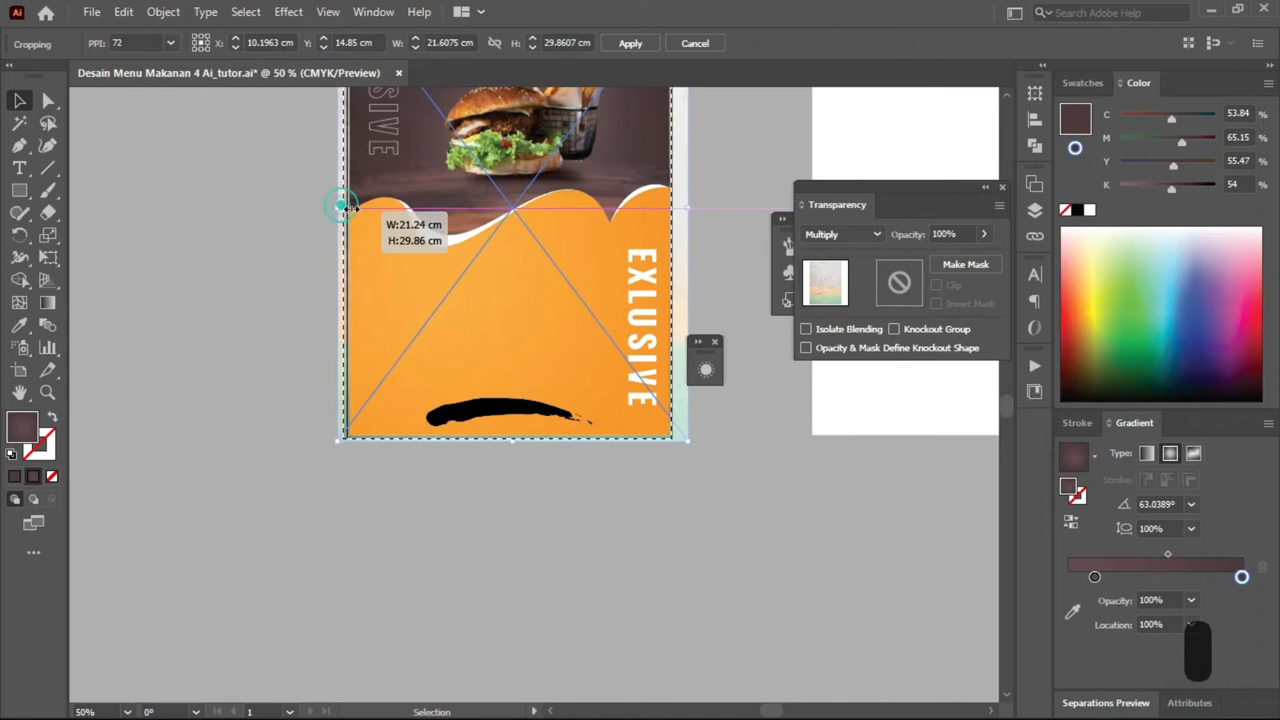 Ai
File Edit Object Type Select Effect View Window Help
Search Adobe Help
Cropping PPI: 72 X: 10.1963 cm Y: 14.85 cm W: 21.6075 cm H: 29.8607 cm Apply Cancel
Desain Menu Makanan 4 Ai_tutor.ai* @ 50 % (CMYK/Preview)
Swatches Color
C 53.84
M 65.15
Y 55.47
K 54
SIVE
W:21.24 cm
H:29.86 cm
EXLUSIVE
Transparency
Multiply Opacity: 100%
Make Mask
Clip
Invert Mask
Isolate Blending Knockout Group
Opacity & Mask Define Knockout Shape
Stroke Gradient
Type:
Stroke:
63.0389°
100%
Opacity: 100%
Location: 100%
50% 0° 1 Selection
Separations Preview Attributes